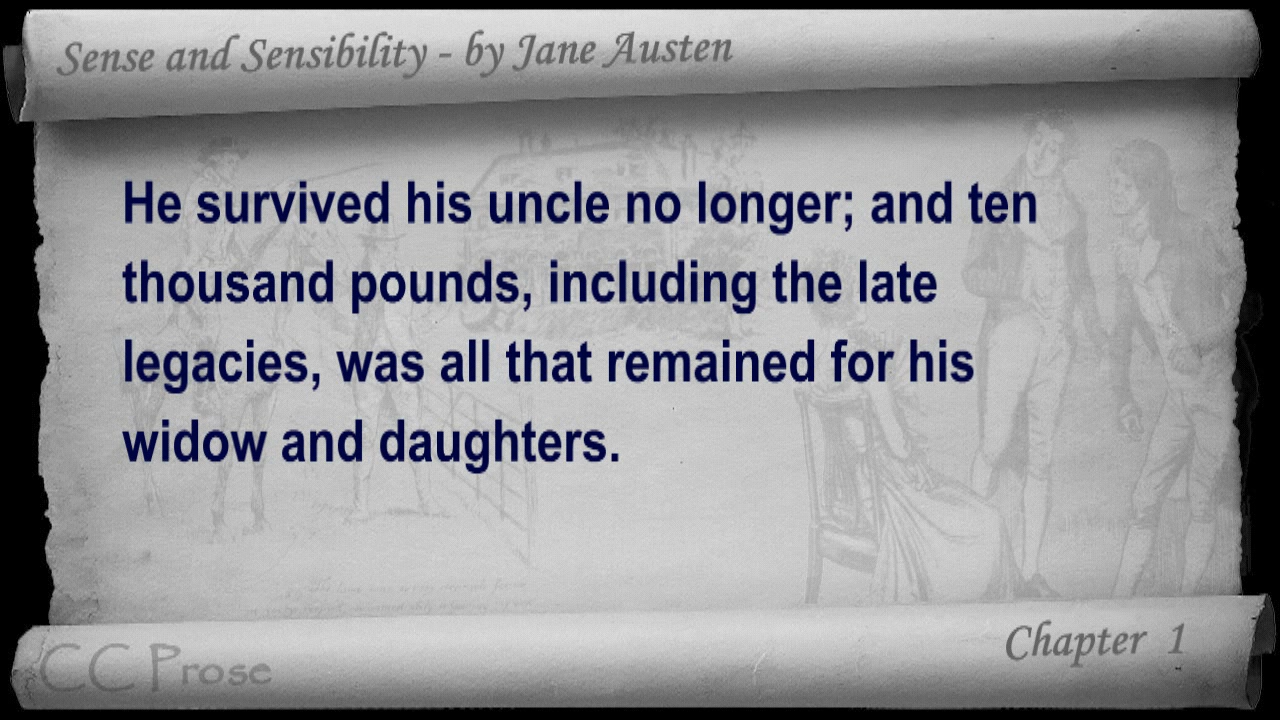 Sense and Sensibility - by Jane Austen
He survived his uncle no longer; and ten
thousand pounds, including the late
legacies, was all that remained for his
widow and daughters.
Chapter 1
CC Prose